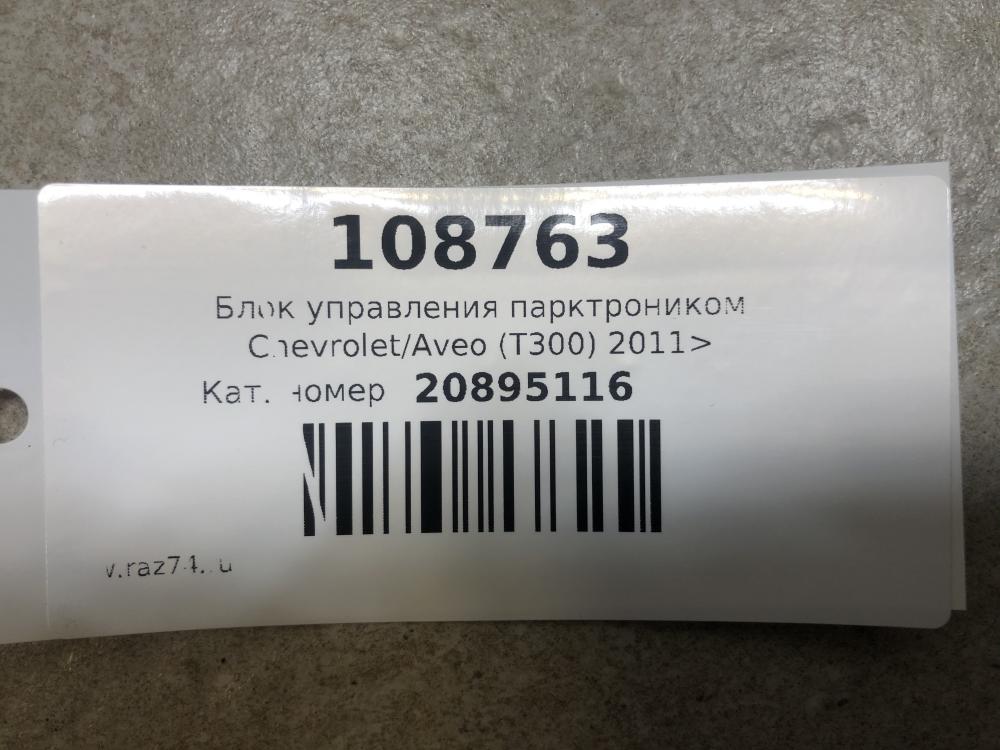 108763
Блок управления парктроником
Chevrolet/Aveo (T300) 2011>
Кат. номер 20895116